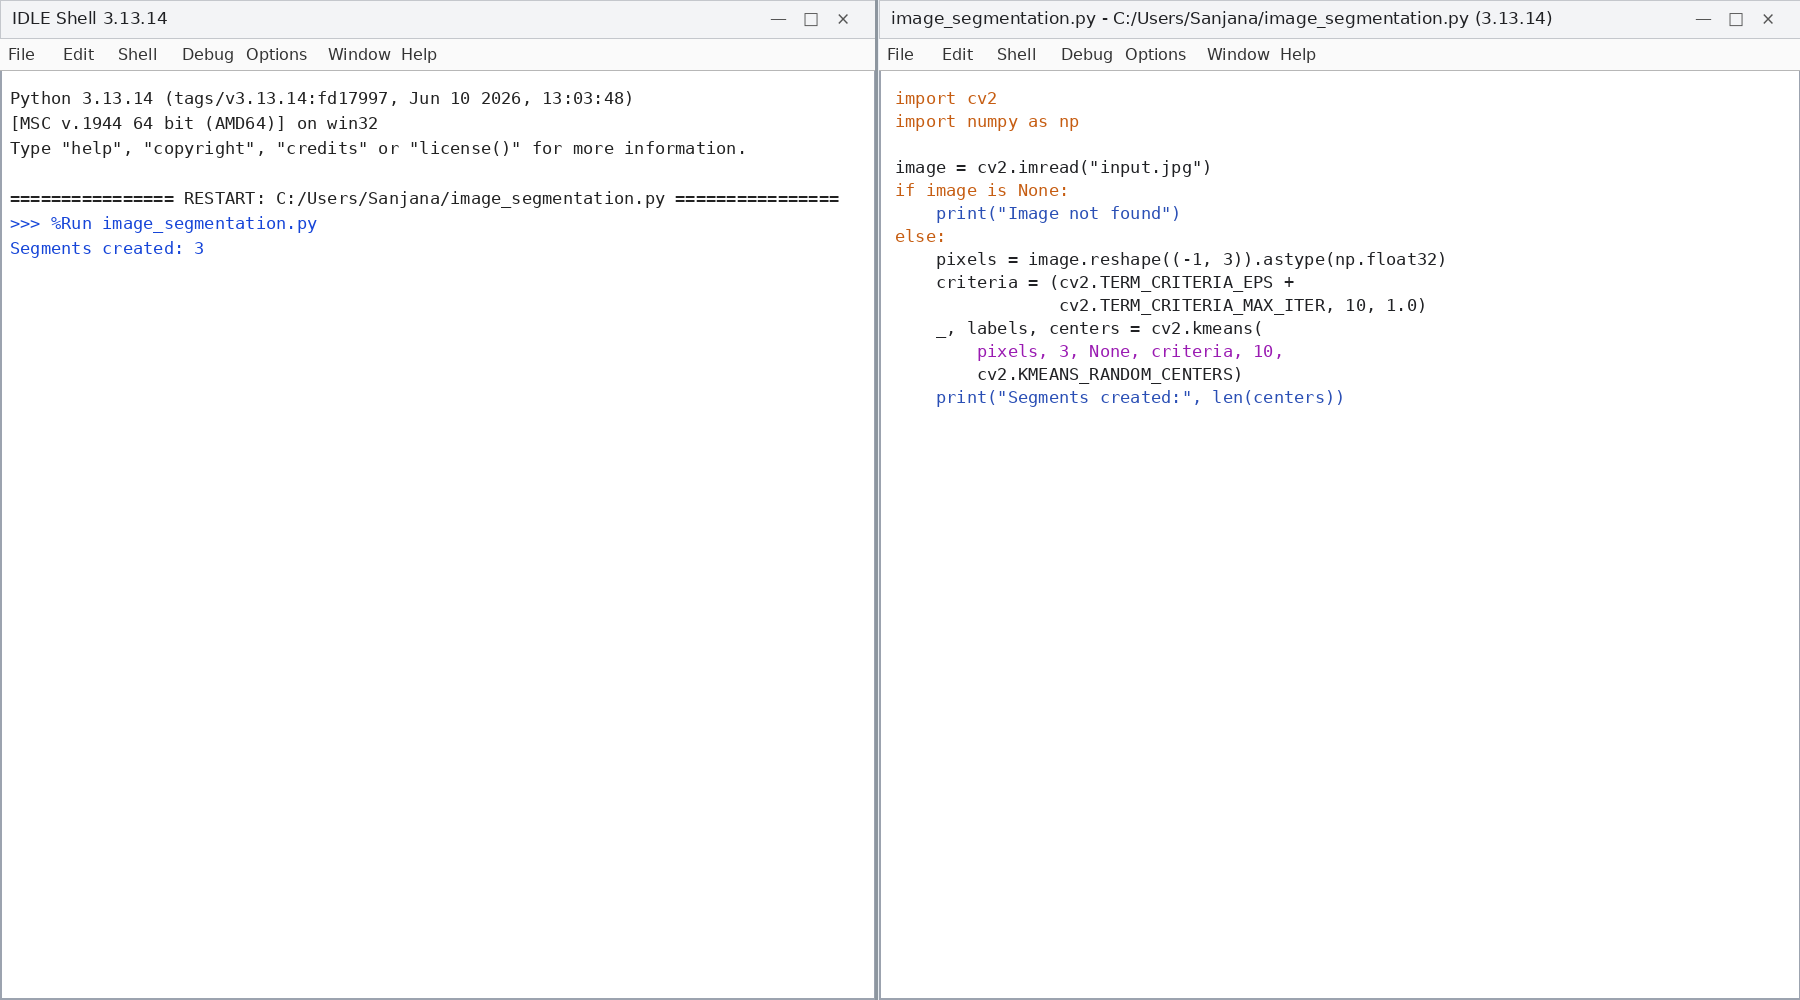 IDLE Shell 3.13.14
File Edit Shell Debug Options Window Help
Python 3.13.14 (tags/v3.13.14:fd17997, Jun 10 2026, 13:03:48)
[MSC v.1944 64 bit (AMD64)] on win32
Type "help", "copyright", "credits" or "license()" for more information.
================ RESTART: C:/Users/Sanjana/image_segmentation.py ================
>>> %Run image_segmentation.py
Segments created: 3
image_segmentation.py - C:/Users/Sanjana/image_segmentation.py (3.13.14)
File Edit Shell Debug Options Window Help
import cv2
import numpy as np
image = cv2.imread("input.jpg")
if image is None:
    print("Image not found")
else:
    pixels = image.reshape((-1, 3)).astype(np.float32)
    criteria = (cv2.TERM_CRITERIA_EPS +
                cv2.TERM_CRITERIA_MAX_ITER, 10, 1.0)
    _, labels, centers = cv2.kmeans(
        pixels, 3, None, criteria, 10,
        cv2.KMEANS_RANDOM_CENTERS)
    print("Segments created:", len(centers))